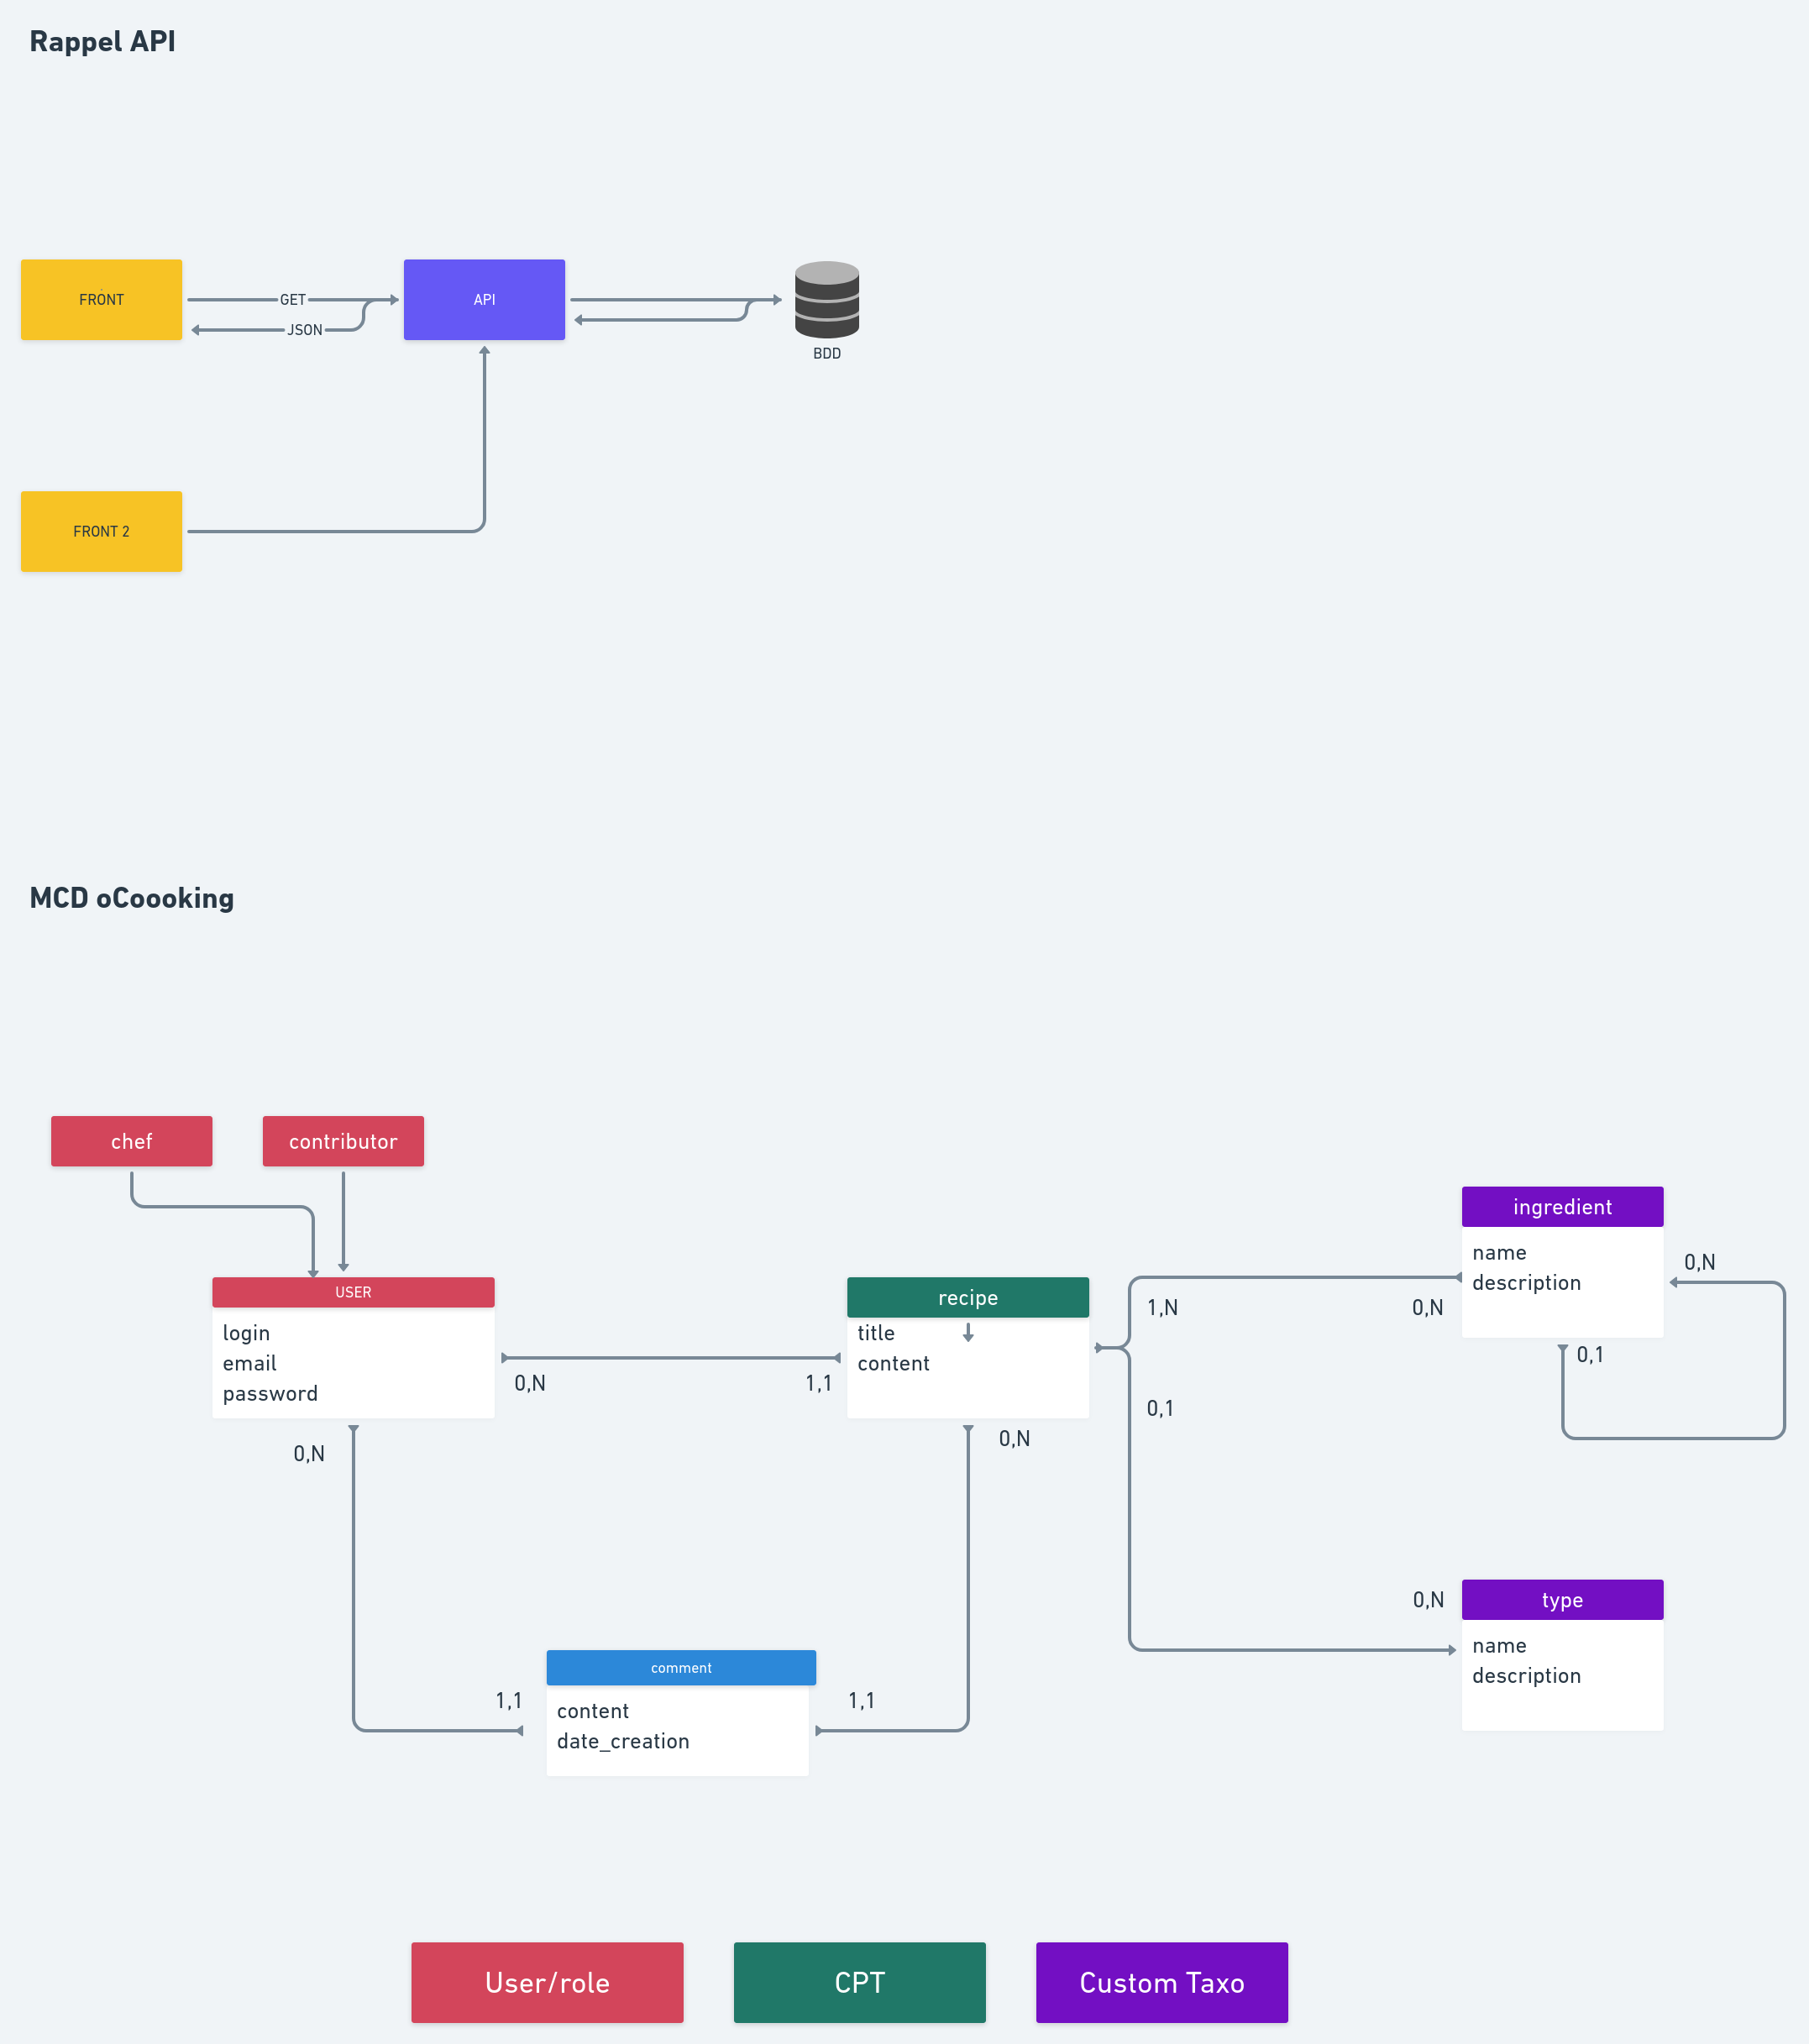 Rappel API
FRONT
GET
JSON
API
BDD
FRONT 2
MCD oCoooking
chef
contributor
USER
login
email
password
0,N
1,1
recipe
title
content
1,N
0,N
0,1
ingredient
name
description
0,N
0,1
0,N
0,N
0,N
type
name
description
1,1
comment
content
date_creation
1,1
User/role
CPT
Custom Taxo